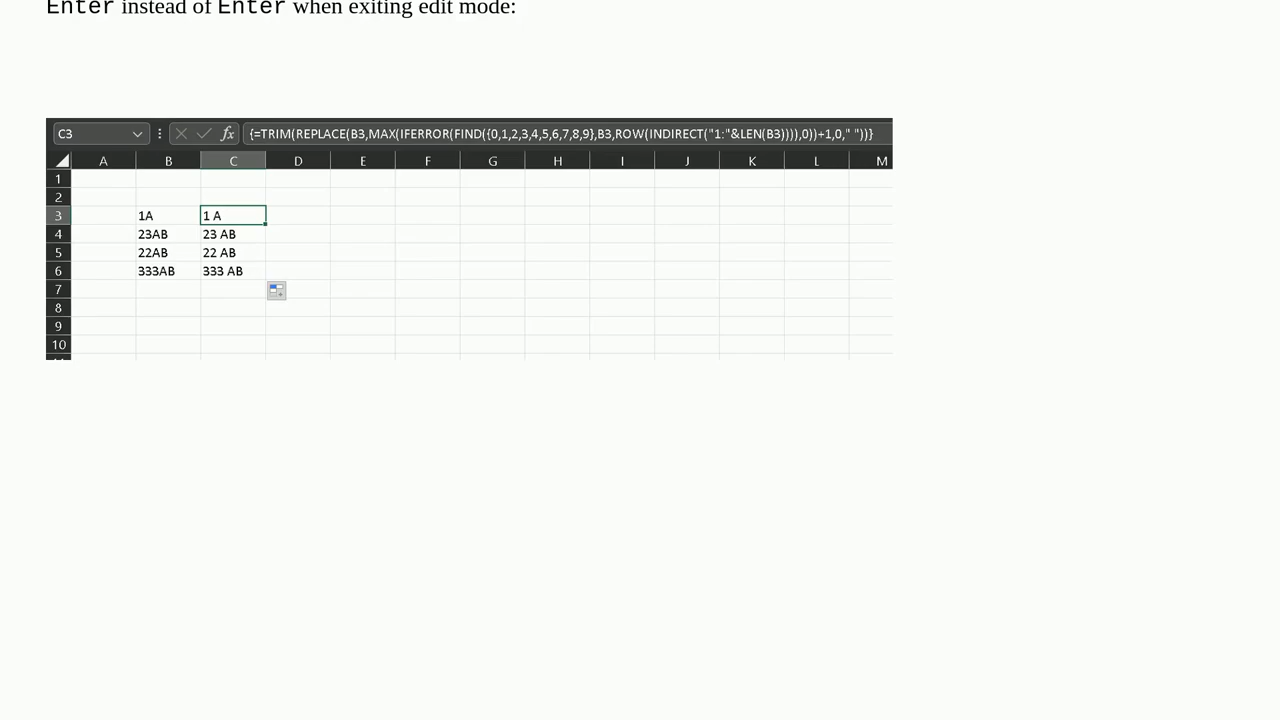 Enter instead of Enter when exiting edit mode:
C3 fx {=TRIM(REPLACE(B3,MAX(IFERROR(FIND({0,1,2,3,4,5,6,7,8,9},B3,ROW(INDIRECT("1:"&LEN(B3)))),0))+1,0," "))}
A B C D E F G H I J K L M
1
2
3 1A 1 A
4 23AB 23 AB
5 22AB 22 AB
6 333AB 333 AB
7
8
9
10